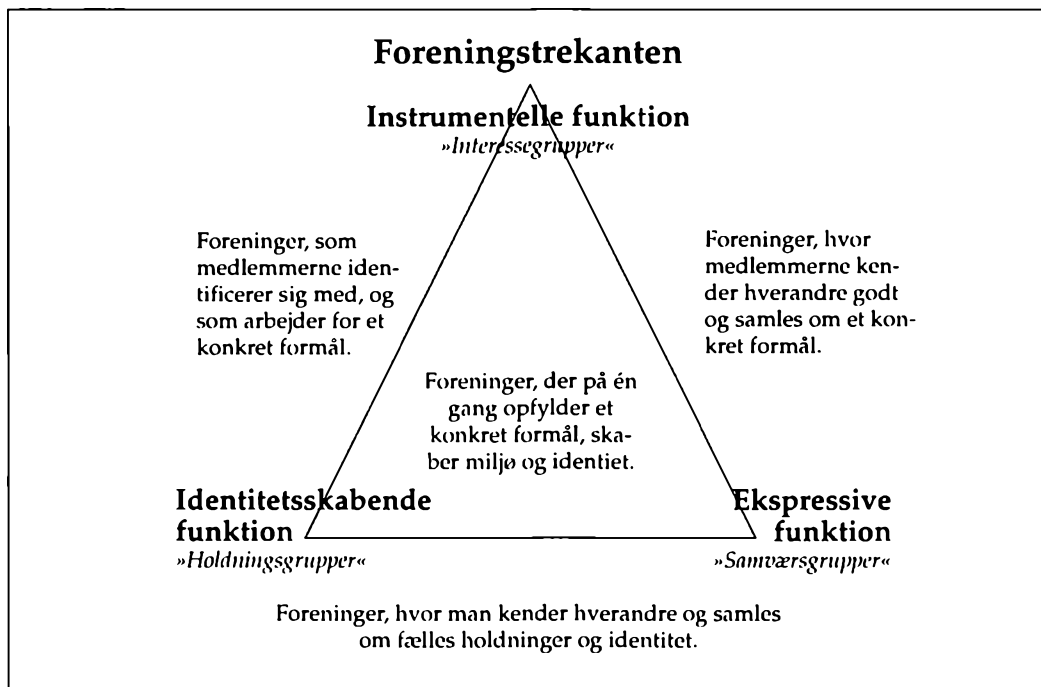 Foreningstrekanten
Instrumentelle funktion
»Interessegrupper«
Foreninger, som
medlemmerne iden-
tificerer sig med, og
som arbejder for et
konkret formål.
Foreninger, hvor
medlemmerne ken-
der hverandre godt
og samles om et kon-
kret formål.
Foreninger, der på én
gang opfylder et
konkret formål, ska-
ber miljø og identiet.
Identitetsskabende
funktion
»Holdningsgrupper«
Ekspressive
funktion
»Samværsgrupper«
Foreninger, hvor man kender hverandre og samles
om fælles holdninger og identitet.